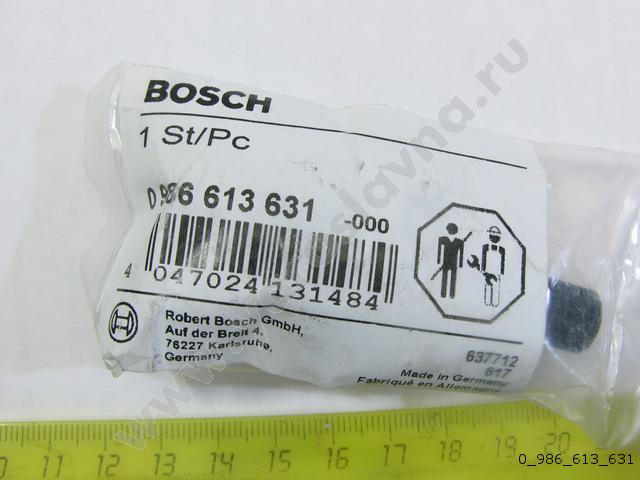 BOSCH
1 St/Pc
0 986 613 631 -000
4 047024 131484
Robert Bosch GmbH,
Auf der Breit 4,
76227 Karlsruhe,
Germany
637712
617
Made in Germany
Fabriqué en Allemagne
10 11 12 13 14 15 16 17 18 19 20
0_986_613_631